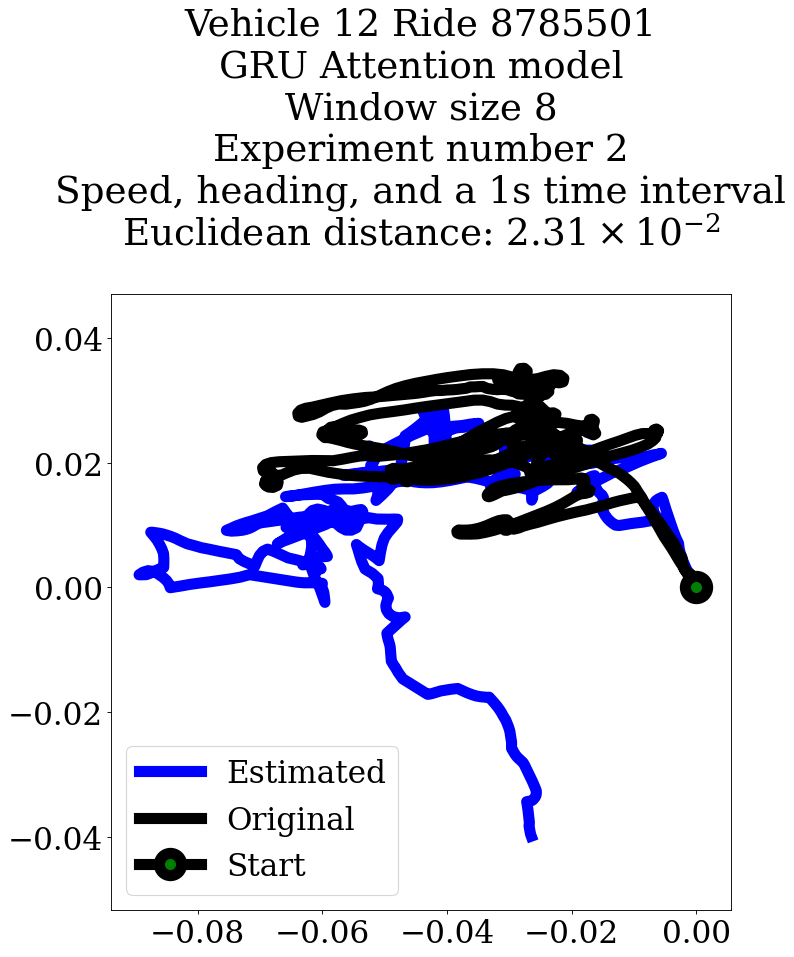 Vehicle 12 Ride 8785501
GRU Attention model
Window size 8
Experiment number 2
Speed, heading, and a 1s time interval
Euclidean distance: 2.31 × 10⁻²
0.04
0.02
0.00
−0.02
−0.04
Estimated
Original
Start
−0.08 −0.06 −0.04 −0.02 0.00